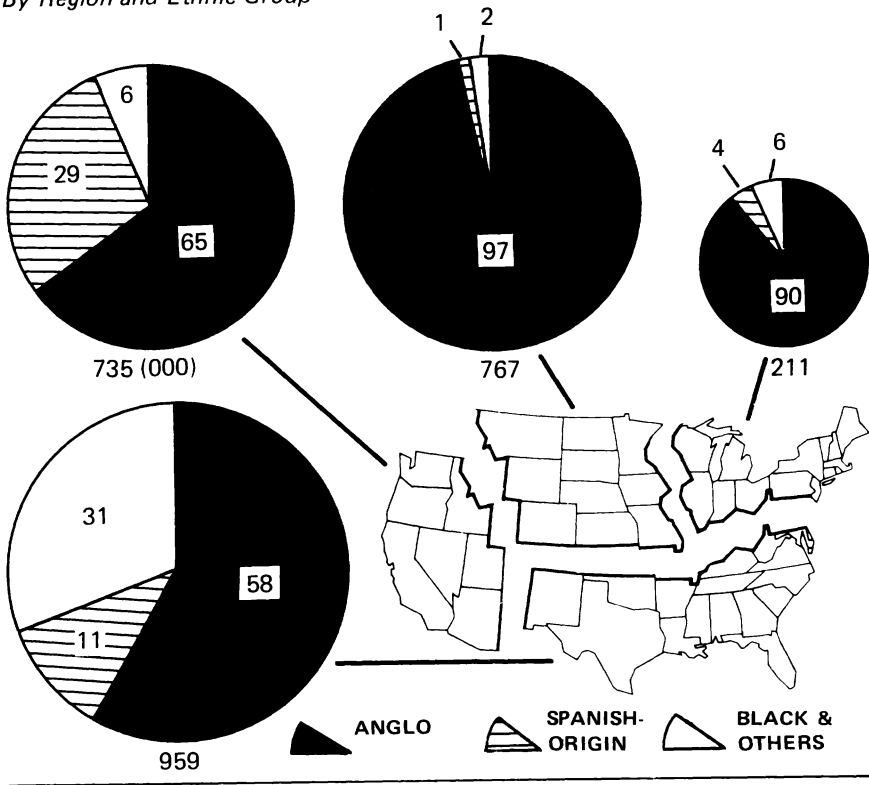 By Region and Ethnic Group
1 2
6
29
65
735 (000)
97
767
4 6
90
211
31
58
11
959
ANGLO
SPANISH-
ORIGIN
BLACK &
OTHERS